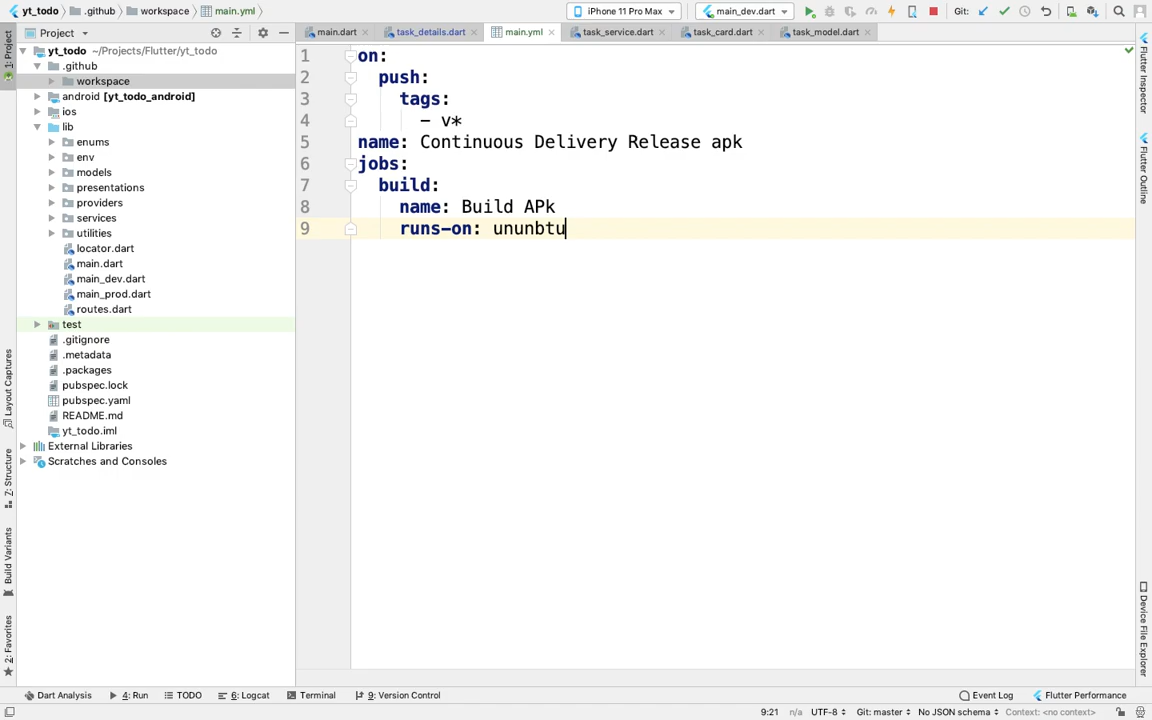 yt_todo .github workspace main.yml iPhone 11 Pro Max main_dev.dart Git:
Project main.dart task_details.dart main.yml task_service.dart task_card.dart task_model.dart
yt_todo ~/Projects/Flutter/yt_todo
.github
workspace
android [yt_todo_android]
ios
lib
enums
env
models
presentations
providers
services
utilities
locator.dart
main.dart
main_dev.dart
main_prod.dart
routes.dart
test
.gitignore
.metadata
.packages
pubspec.lock
pubspec.yaml
README.md
yt_todo.iml
External Libraries
Scratches and Consoles
1 on:
2 push:
3 tags:
4 - v*
5 name: Continuous Delivery Release apk
6 jobs:
7 build:
8 name: Build APk
9 runs-on: ununbtu
1: Project
Layout Captures
7: Structure
Build Variants
2: Favorites
Flutter Inspector
Flutter Outline
Device File Explorer
Dart Analysis 4: Run TODO 6: Logcat Terminal 9: Version Control Event Log Flutter Performance
9:21 n/a UTF-8 Git: master No JSON schema Context: <no context>